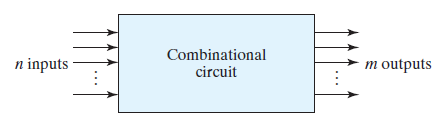 n inputs
Combinational
circuit
m outputs